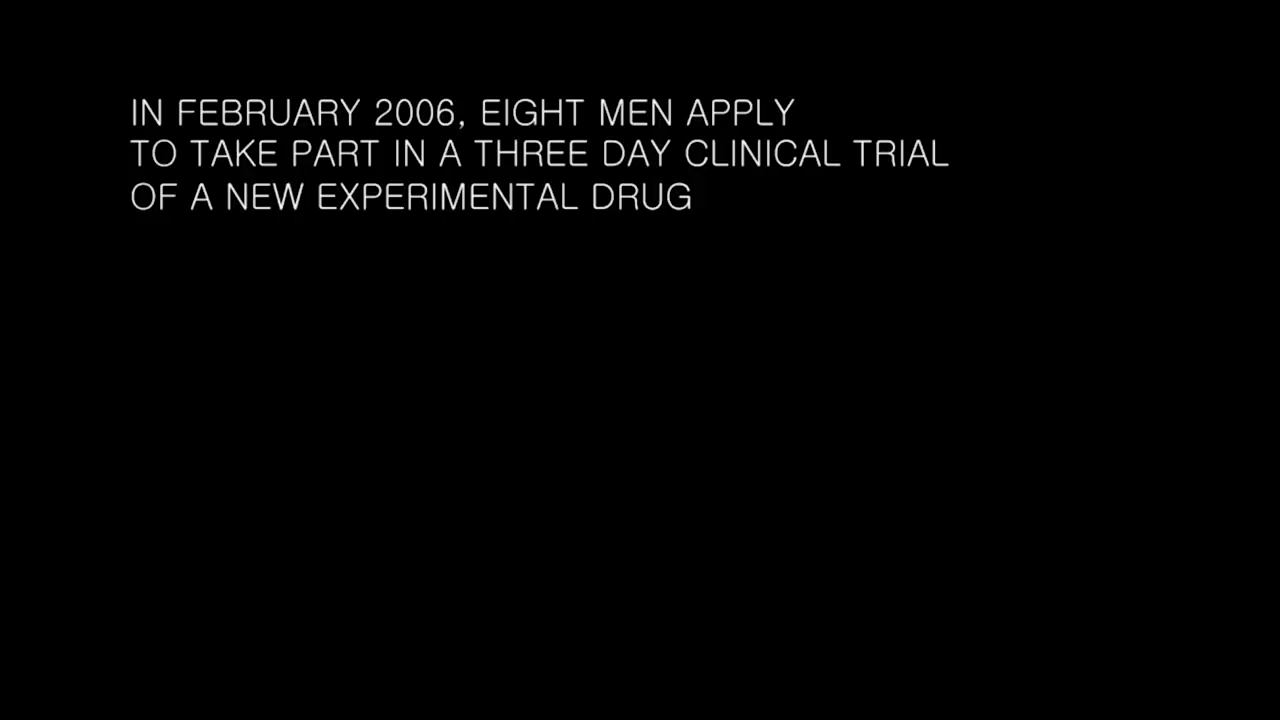 IN FEBRUARY 2006, EIGHT MEN APPLY
TO TAKE PART IN A THREE DAY CLINICAL TRIAL
OF A NEW EXPERIMENTAL DRUG